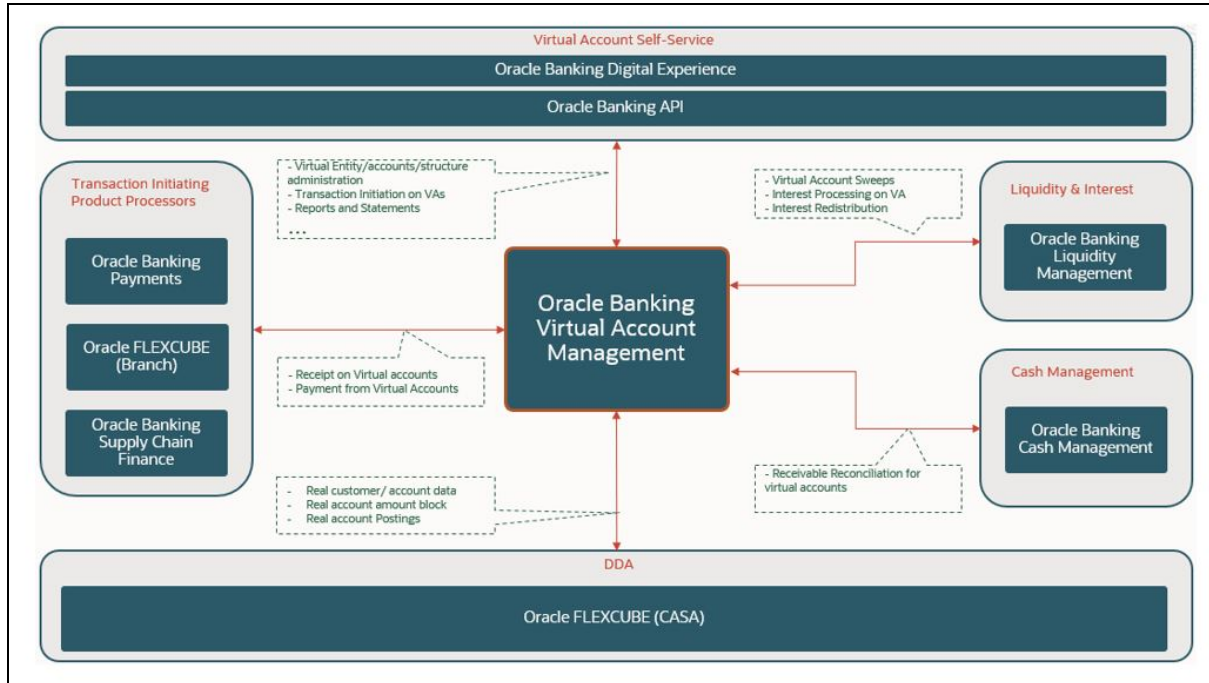 Virtual Account Self-Service
Oracle Banking Digital Experience
Oracle Banking API
- Virtual Entity/accounts/structure
administration
- Transaction Initiation on VAs
- Reports and Statements
...
- Virtual Account Sweeps
- Interest Processing on VA
- Interest Redistribution
Transaction Initiating
Product Processors
Oracle Banking
Payments
Oracle FLEXCUBE
(Branch)
Oracle Banking
Supply Chain
Finance
- Receipt on Virtual accounts
- Payment from Virtual Accounts
Oracle Banking
Virtual Account
Management
Liquidity & Interest
Oracle Banking
Liquidity
Management
Cash Management
Oracle Banking
Cash Management
- Receivable Reconciliation for
virtual accounts
- Real customer/ account data
- Real account amount block
- Real account Postings
DDA
Oracle FLEXCUBE (CASA)